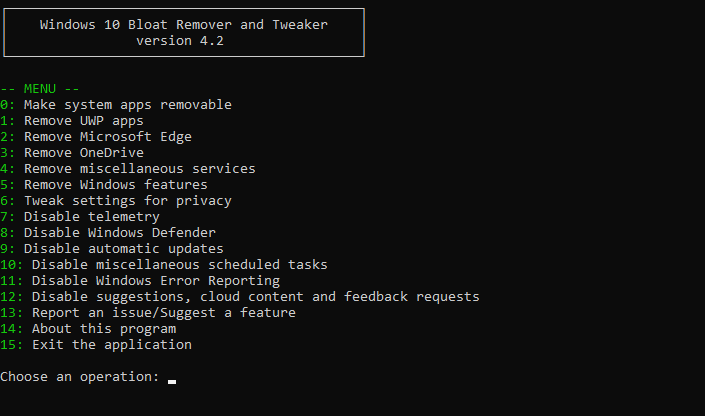 Windows 10 Bloat Remover and Tweaker
version 4.2
-- MENU --
0: Make system apps removable
1: Remove UWP apps
2: Remove Microsoft Edge
3: Remove OneDrive
4: Remove miscellaneous services
5: Remove Windows features
6: Tweak settings for privacy
7: Disable telemetry
8: Disable Windows Defender
9: Disable automatic updates
10: Disable miscellaneous scheduled tasks
11: Disable Windows Error Reporting
12: Disable suggestions, cloud content and feedback requests
13: Report an issue/Suggest a feature
14: About this program
15: Exit the application
Choose an operation: